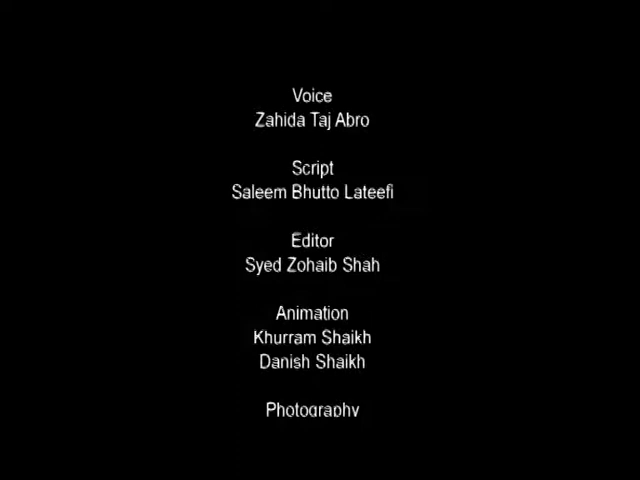 Voice
Zahida Taj Abro
Script
Saleem Bhutto Lateefi
Editor
Syed Zohaib Shah
Animation
Khurram Shaikh
Danish Shaikh
Photography